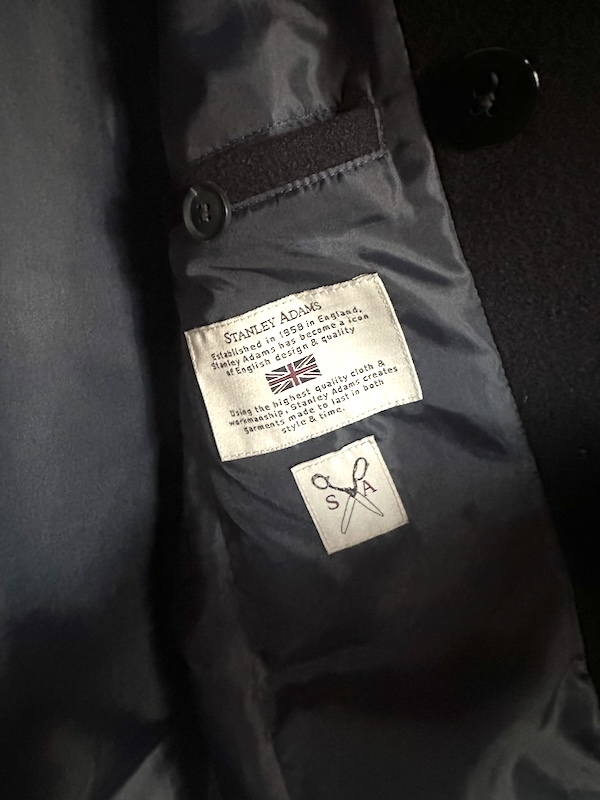 STANLEY ADAMS
Established in 1958 in England,
Stanley Adams has become a icon
of English design & quality
Using the highest quality cloth &
workmanship, Stanley Adams creates
garments made to last in both
style & time.
S A